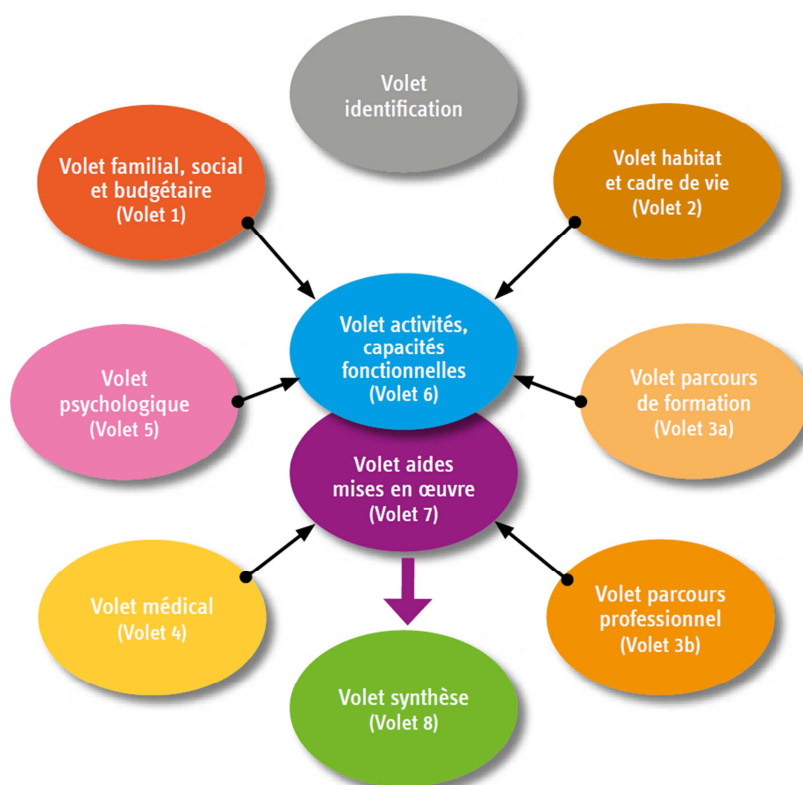 Volet
identification
Volet familial, social
et budgétaire
(Volet 1)
Volet habitat
et cadre de vie
(Volet 2)
Volet activités,
capacités
fonctionnelles
(Volet 6)
Volet
psychologique
(Volet 5)
Volet parcours
de formation
(Volet 3a)
Volet aides
mises en œuvre
(Volet 7)
Volet médical
(Volet 4)
Volet parcours
professionnel
(Volet 3b)
Volet synthèse
(Volet 8)